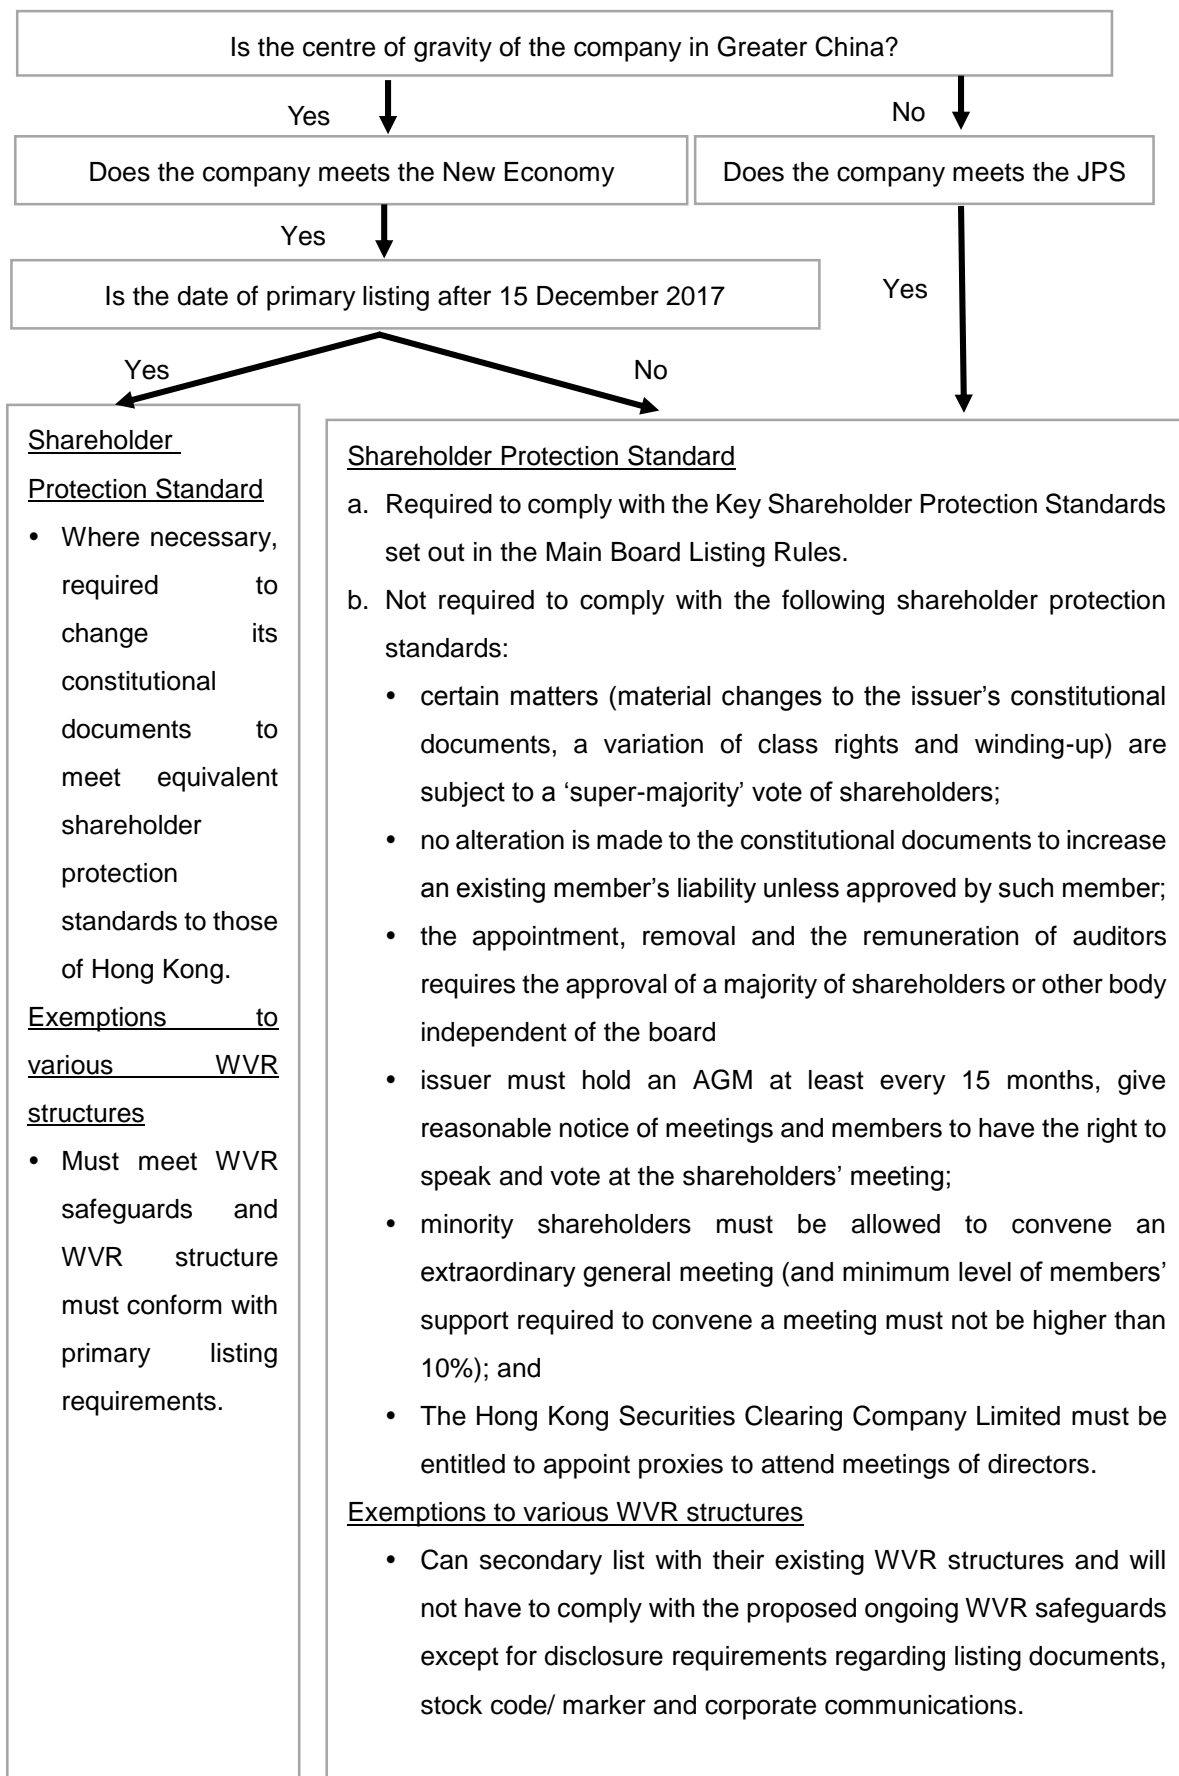 Is the centre of gravity of the company in Greater China?
Yes
No
Does the company meets the New Economy
Does the company meets the JPS
Yes
Is the date of primary listing after 15 December 2017
Yes
Yes
No
Shareholder
Protection Standard
• Where necessary,
required to
change its
constitutional
documents to
meet equivalent
shareholder
protection
standards to those
of Hong Kong.
Exemptions to
various WVR
structures
• Must meet WVR
safeguards and
WVR structure
must conform with
primary listing
requirements.
Shareholder Protection Standard
a. Required to comply with the Key Shareholder Protection Standards
set out in the Main Board Listing Rules.
b. Not required to comply with the following shareholder protection
standards:
• certain matters (material changes to the issuer’s constitutional
documents, a variation of class rights and winding-up) are
subject to a ‘super-majority’ vote of shareholders;
• no alteration is made to the constitutional documents to increase
an existing member’s liability unless approved by such member;
• the appointment, removal and the remuneration of auditors
requires the approval of a majority of shareholders or other body
independent of the board
• issuer must hold an AGM at least every 15 months, give
reasonable notice of meetings and members to have the right to
speak and vote at the shareholders’ meeting;
• minority shareholders must be allowed to convene an
extraordinary general meeting (and minimum level of members’
support required to convene a meeting must not be higher than
10%); and
• The Hong Kong Securities Clearing Company Limited must be
entitled to appoint proxies to attend meetings of directors.
Exemptions to various WVR structures
• Can secondary list with their existing WVR structures and will
not have to comply with the proposed ongoing WVR safeguards
except for disclosure requirements regarding listing documents,
stock code/ marker and corporate communications.